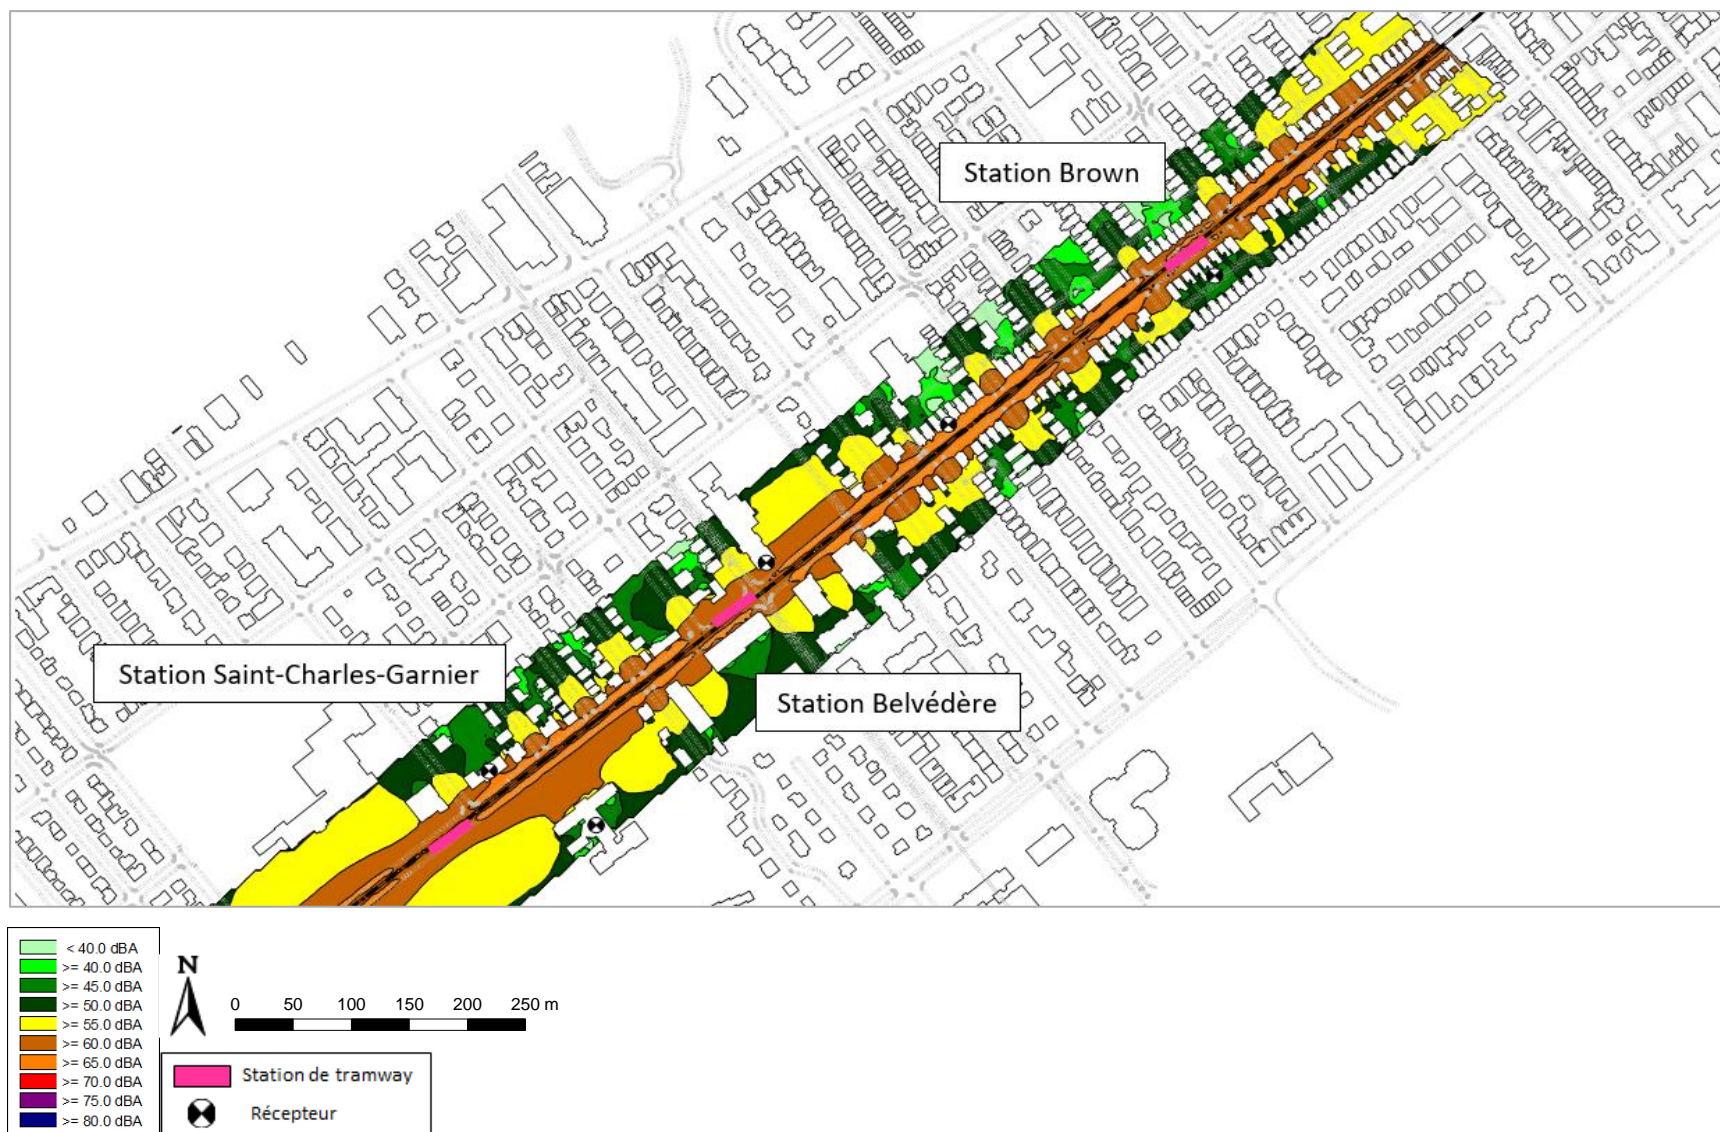 Station Brown
Station Saint-Charles-Garnier
Station Belvédère
< 40.0 dBA
>= 40.0 dBA
>= 45.0 dBA
>= 50.0 dBA
>= 55.0 dBA
>= 60.0 dBA
>= 65.0 dBA
>= 70.0 dBA
>= 75.0 dBA
>= 80.0 dBA
N
0 50 100 150 200 250 m
Station de tramway
Récepteur